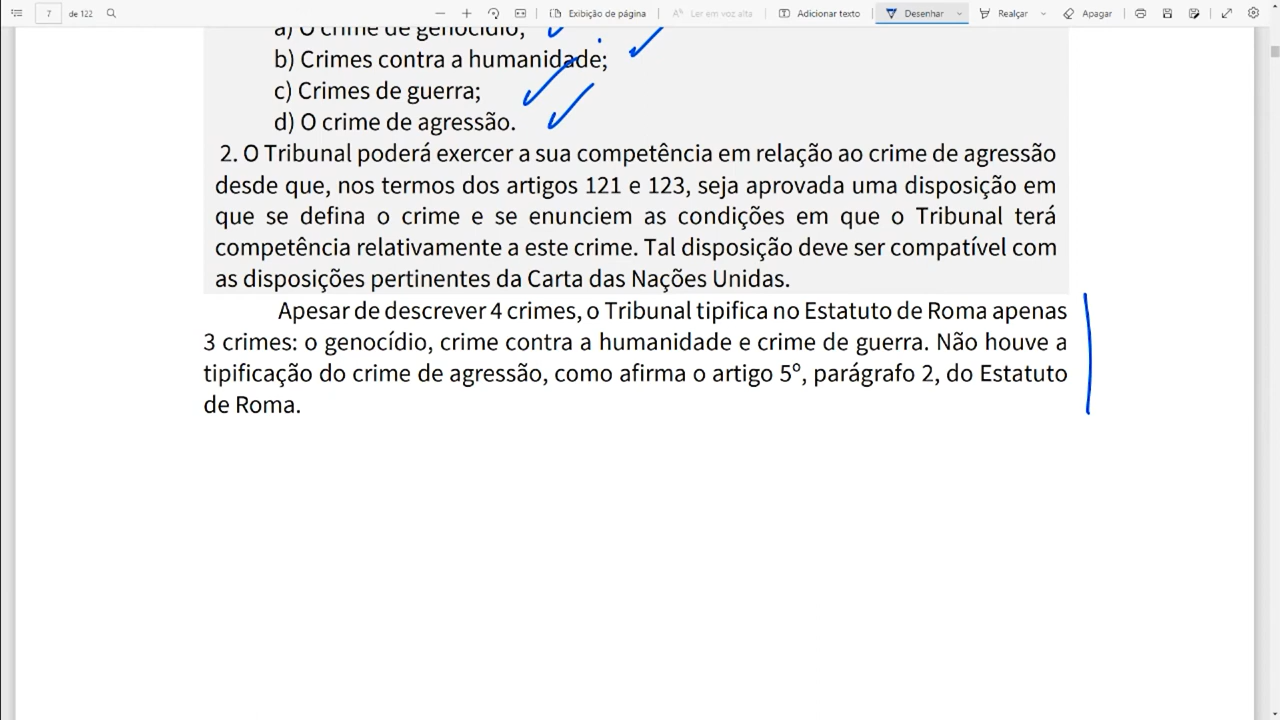 7 de 122 Exibição de página Ler em voz alta Adicionar texto Desenhar Realçar Apagar
a) O crime de genocídio;
b) Crimes contra a humanidade;
c) Crimes de guerra;
d) O crime de agressão.
2. O Tribunal poderá exercer a sua competência em relação ao crime de agressão
desde que, nos termos dos artigos 121 e 123, seja aprovada uma disposição em
que se defina o crime e se enunciem as condições em que o Tribunal terá
competência relativamente a este crime. Tal disposição deve ser compatível com
as disposições pertinentes da Carta das Nações Unidas.
Apesar de descrever 4 crimes, o Tribunal tipifica no Estatuto de Roma apenas
3 crimes: o genocídio, crime contra a humanidade e crime de guerra. Não houve a
tipificação do crime de agressão, como afirma o artigo 5º, parágrafo 2, do Estatuto
de Roma.